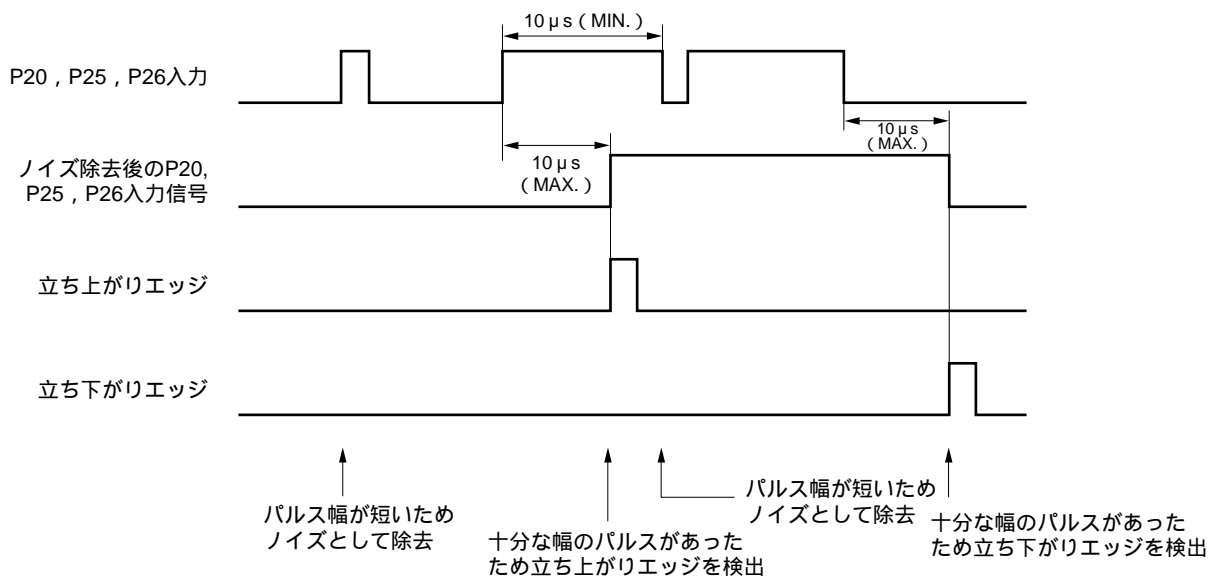 10 μs（MIN.）
P20，P25，P26入力
10 μs
（MAX.）
10 μs
（MAX.）
ノイズ除去後のP20,
P25，P26入力信号
立ち上がりエッジ
立ち下がりエッジ
パルス幅が短いため
ノイズとして除去
十分な幅のパルスがあった
ため立ち上がりエッジを検出
パルス幅が短いため
ノイズとして除去
十分な幅のパルスがあった
ため立ち下がりエッジを検出